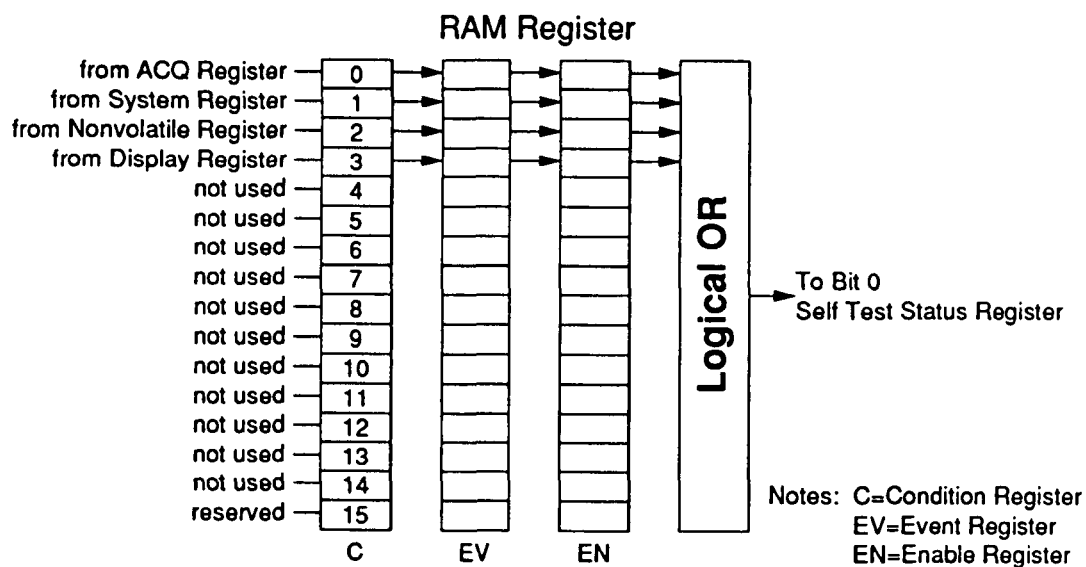 RAM Register
from ACQ Register 0
from System Register 1
from Nonvolatile Register 2
from Display Register 3
not used 4
not used 5
not used 6
not used 7
not used 8
not used 9
not used 10
not used 11
not used 12
not used 13
not used 14
reserved 15
C EV EN
Logical OR
To Bit 0
Self Test Status Register
Notes: C=Condition Register
EV=Event Register
EN=Enable Register